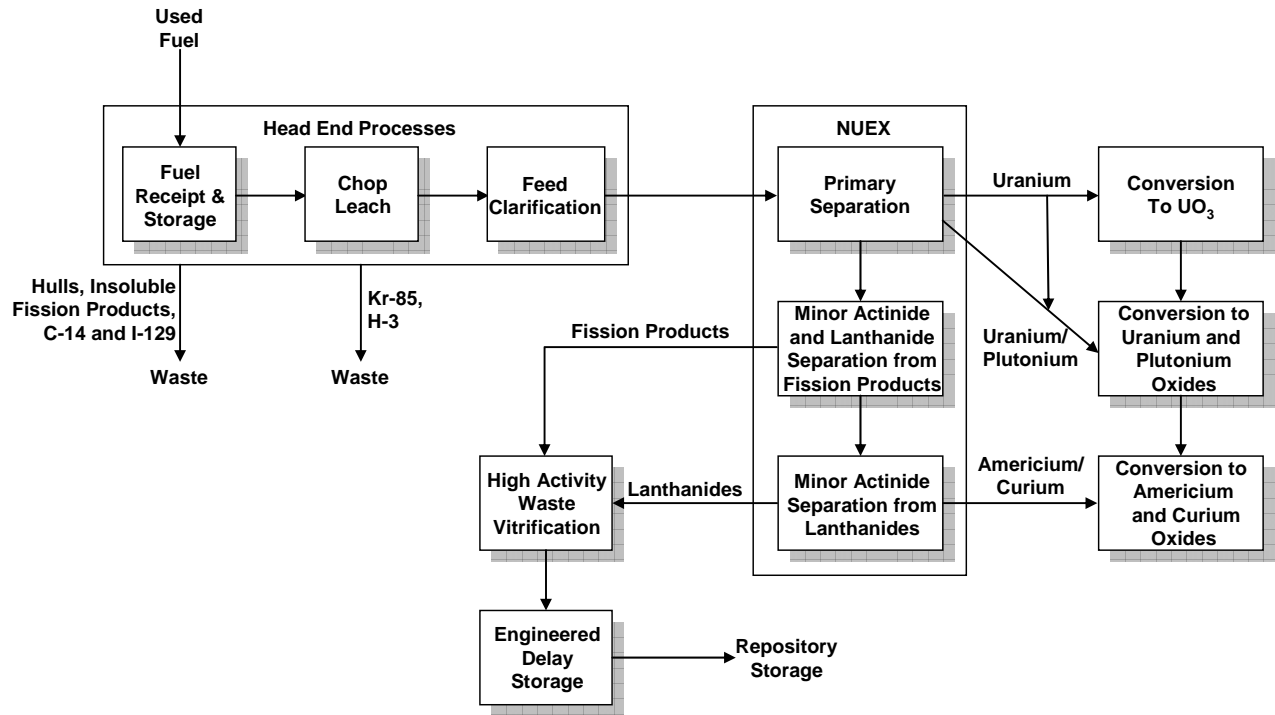 Used
Fuel
Head End Processes
Fuel
Receipt &
Storage
Chop
Leach
Feed
Clarification
NUEX
Primary
Separation
Uranium
Conversion
To UO₃
Hulls, Insoluble
Fission Products,
C-14 and I-129
Waste
Kr-85,
H-3
Waste
Fission Products
Minor Actinide
and Lanthanide
Separation from
Fission Products
Uranium/
Plutonium
Conversion to
Uranium and
Plutonium
Oxides
High Activity
Waste
Vitrification
Lanthanides
Minor Actinide
Separation from
Lanthanides
Americium/
Curium
Conversion to
Americium
and Curium
Oxides
Engineered
Delay
Storage
Repository
Storage